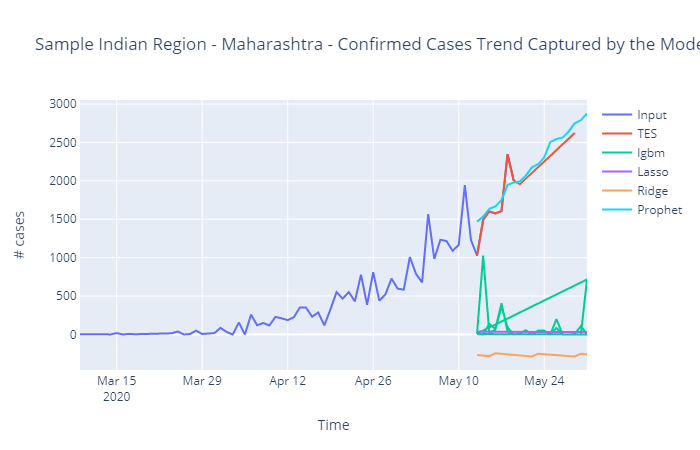 Sample Indian Region - Maharashtra - Confirmed Cases Trend Captured by the Mode
3000
2500
2000
1500
1000
500
0
# cases
Mar 15
2020
Mar 29
Apr 12
Apr 26
May 10
May 24
Time
Input
TES
lgbm
Lasso
Ridge
Prophet